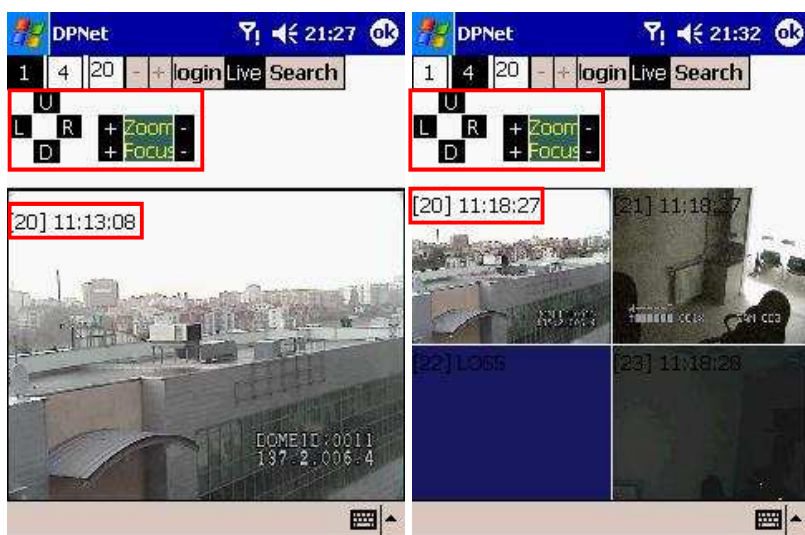 DPNet 21:27 ok
1 4 20 - + login Live Search
U
L R + Zoom -
D + Focus -
[20] 11:13:08
DOMEID:0011
137.2.006.4
DPNet 21:32 ok
1 4 20 - + login Live Search
U
L R + Zoom -
D + Focus -
[20] 11:18:27
[21] 11:18:27
[22] LOSS
[23] 11:18:28